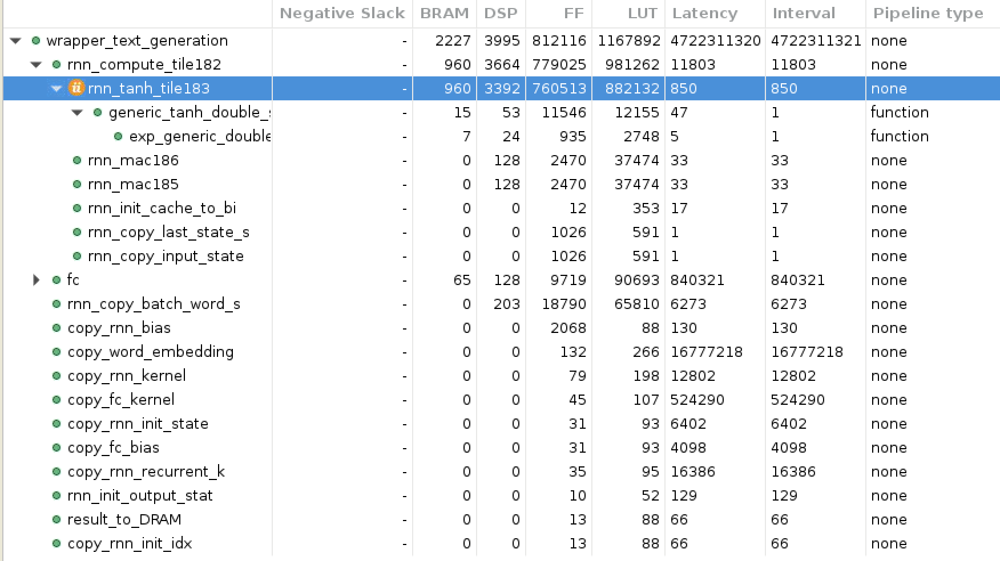 Negative Slack BRAM DSP FF LUT Latency Interval Pipeline type
wrapper_text_generation - 2227 3995 812116 1167892 4722311320 4722311321 none
rnn_compute_tile182 - 960 3664 779025 981262 11803 11803 none
rnn_tanh_tile183 - 960 3392 760513 882132 850 850 none
generic_tanh_double_s - 15 53 11546 12155 47 1 function
exp_generic_double - 7 24 935 2748 5 1 function
rnn_mac186 - 0 128 2470 37474 33 33 none
rnn_mac185 - 0 128 2470 37474 33 33 none
rnn_init_cache_to_bi - 0 0 12 353 17 17 none
rnn_copy_last_state_s - 0 0 1026 591 1 1 none
rnn_copy_input_state - 0 0 1026 591 1 1 none
fc - 65 128 9719 90693 840321 840321 none
rnn_copy_batch_word_s - 0 203 18790 65810 6273 6273 none
copy_rnn_bias - 0 0 2068 88 130 130 none
copy_word_embedding - 0 0 132 266 16777218 16777218 none
copy_rnn_kernel - 0 0 79 198 12802 12802 none
copy_fc_kernel - 0 0 45 107 524290 524290 none
copy_rnn_init_state - 0 0 31 93 6402 6402 none
copy_fc_bias - 0 0 31 93 4098 4098 none
copy_rnn_recurrent_k - 0 0 35 95 16386 16386 none
rnn_init_output_stat - 0 0 10 52 129 129 none
result_to_DRAM - 0 0 13 88 66 66 none
copy_rnn_init_idx - 0 0 13 88 66 66 none